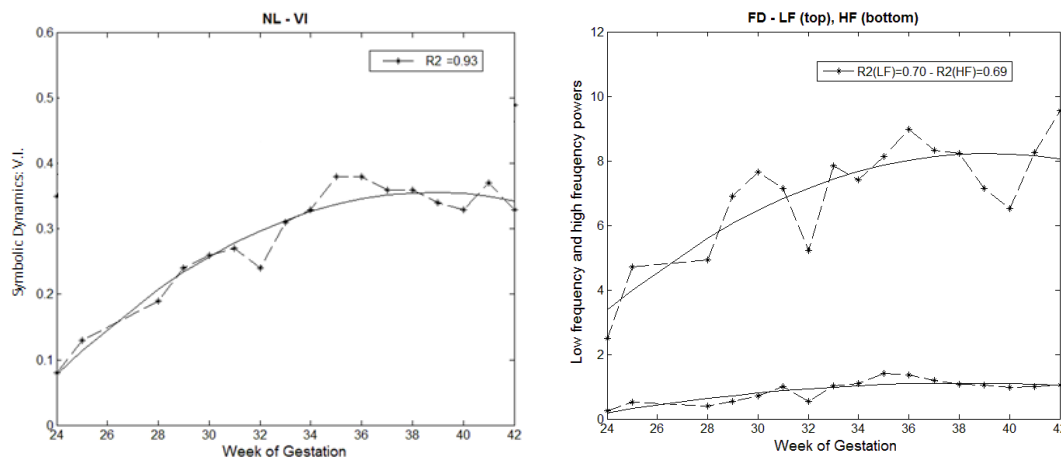 NL - VI
R2 =0.93
Symbolic Dynamics: V.I.
0.6
0.5
0.4
0.3
0.2
0.1
0
24 26 28 30 32 34 36 38 40 42
Week of Gestation
FD - LF (top), HF (bottom)
R2(LF)=0.70 - R2(HF)=0.69
Low frequency and high freuqency powers
12
10
8
6
4
2
0
24 26 28 30 32 34 36 38 40 42
Week of Gestation